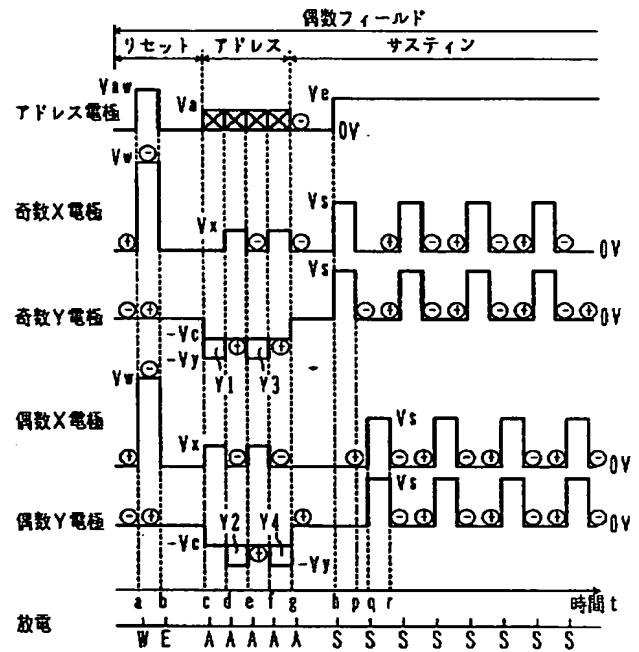 偶数フィールド
リセット アドレス サスティン
Vaw Va Ve
アドレス電極 ⊖ 0V
Vw ⊖
奇数X電極 Vx Vs
⊕ ⊖ ⊖ ⊕ ⊖ ⊕ ⊖ ⊕ ⊖ 0V
Vs
奇数Y電極 ⊖ ⊕ ⊖ ⊕ ⊖ ⊕ ⊖ ⊕ ⊖ ⊕ 0V
-Vc ⊕ ⊕
-Vy Y1 Y3
Vw ⊖
偶数X電極 Vx Vs
⊕ ⊖ ⊖ ⊕ ⊖ ⊕ ⊖ ⊕ ⊖ ⊕ ⊖ 0V
Vs
偶数Y電極 ⊖ ⊕ ⊕ ⊖ ⊖ ⊕ ⊖ ⊕ ⊖ ⊕ ⊖ 0V
-Vc Y2 Y4
⊕ -Vy
a b c d e f g h p q r 時間 t
放電
W E A A A A A S S S S S S S S